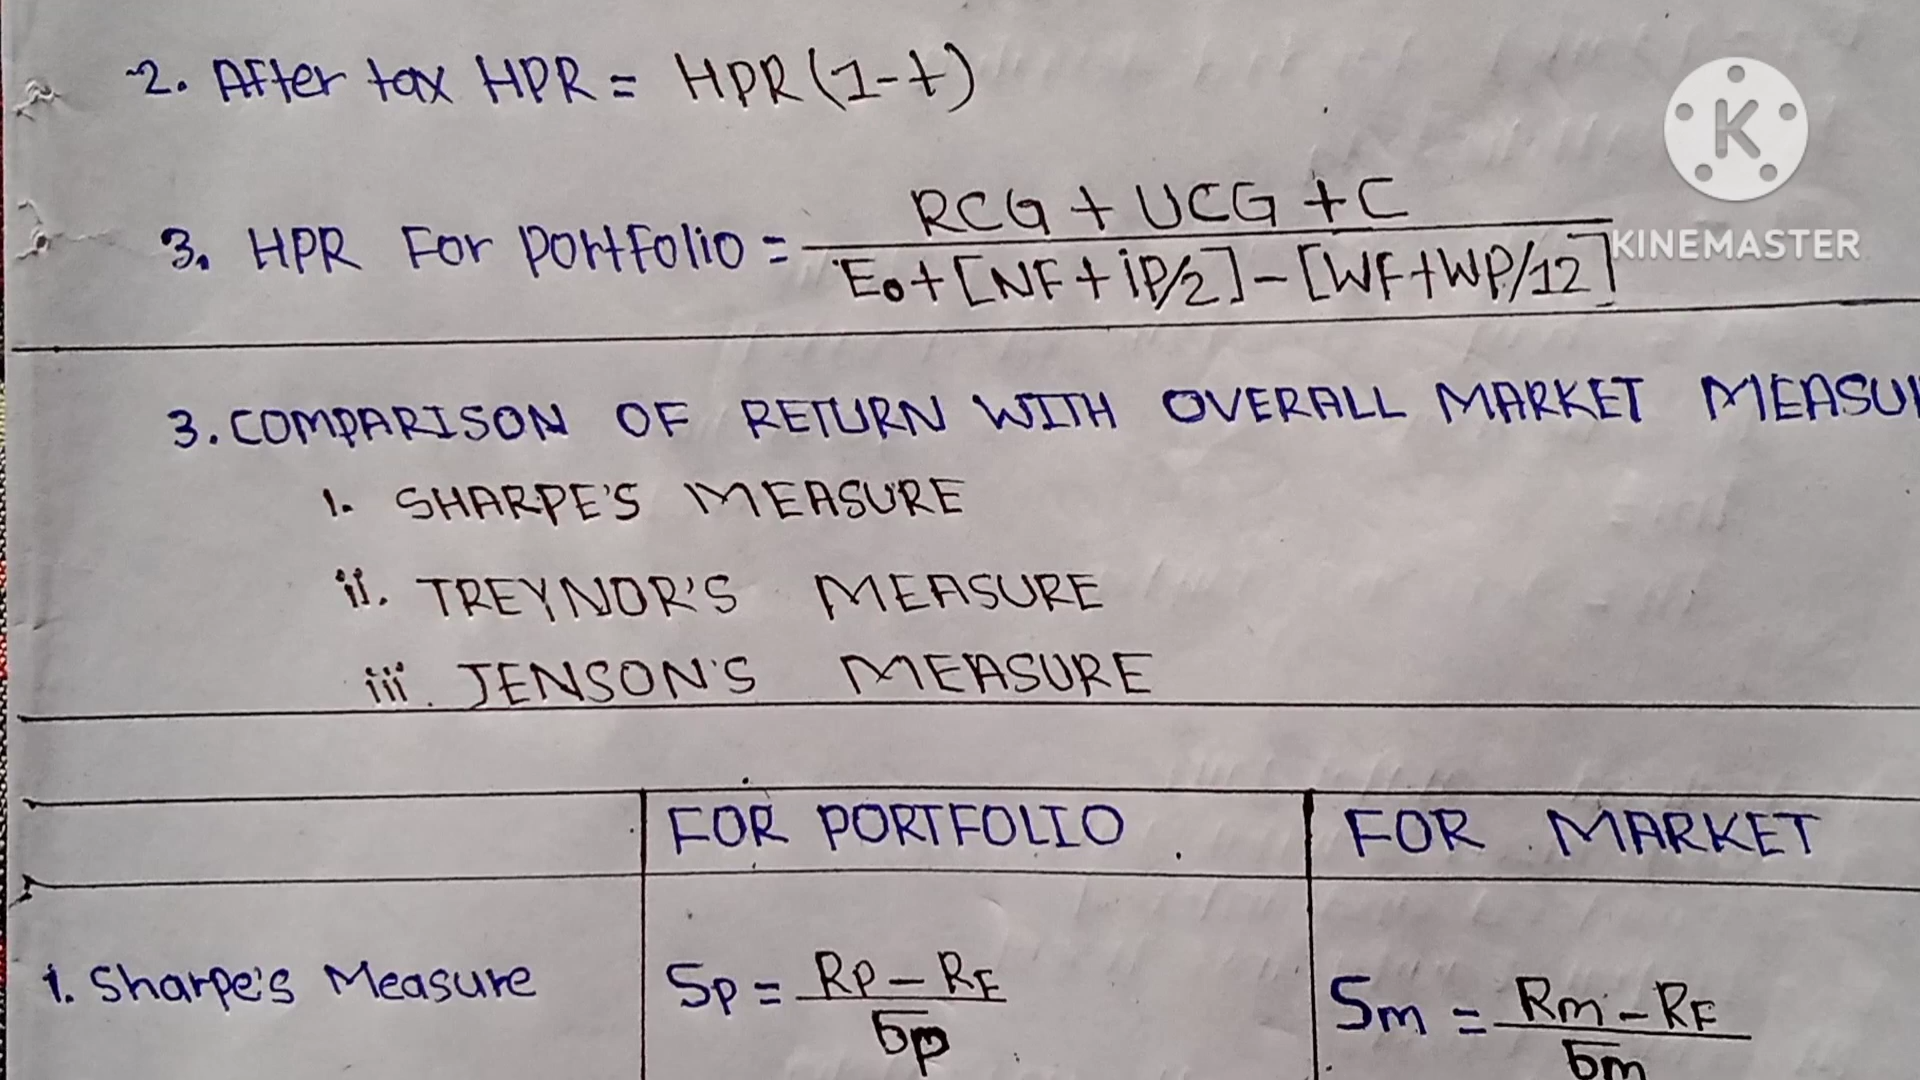 2. After tax HPR = HPR(1-t)
K
KINEMASTER
3. HPR For Portfolio = RCG + UCG + C
E0 + [NF + iP/2] - [WF+WP/12]
3. COMPARISON OF RETURN WITH OVERALL MARKET MEASU
i. SHARPE'S MEASURE
ii. TREYNOR'S MEASURE
iii. JENSON'S MEASURE
FOR PORTFOLIO FOR MARKET
1. Sharpe's Measure Sp = RP - RF / σp Sm = Rm - RF / σm